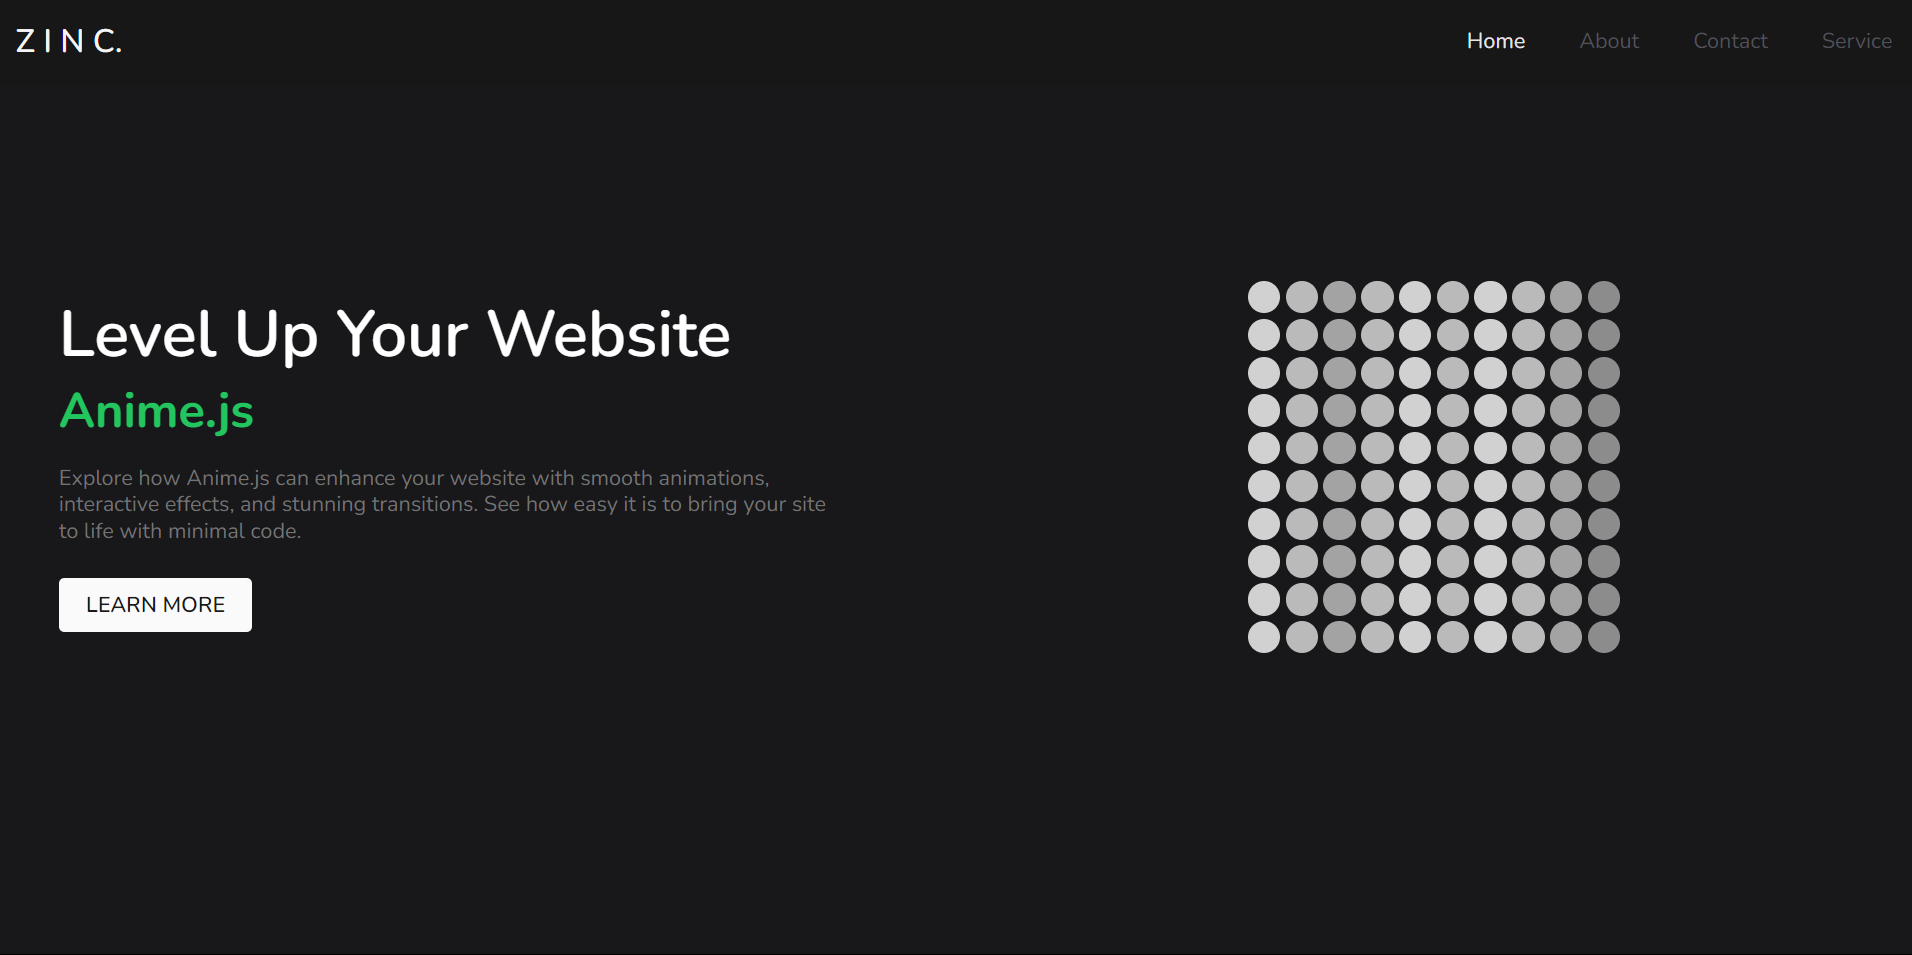 Z I N C.
Home About Contact Service
Level Up Your Website
Anime.js
Explore how Anime.js can enhance your website with smooth animations,
interactive effects, and stunning transitions. See how easy it is to bring your site
to life with minimal code.
LEARN MORE